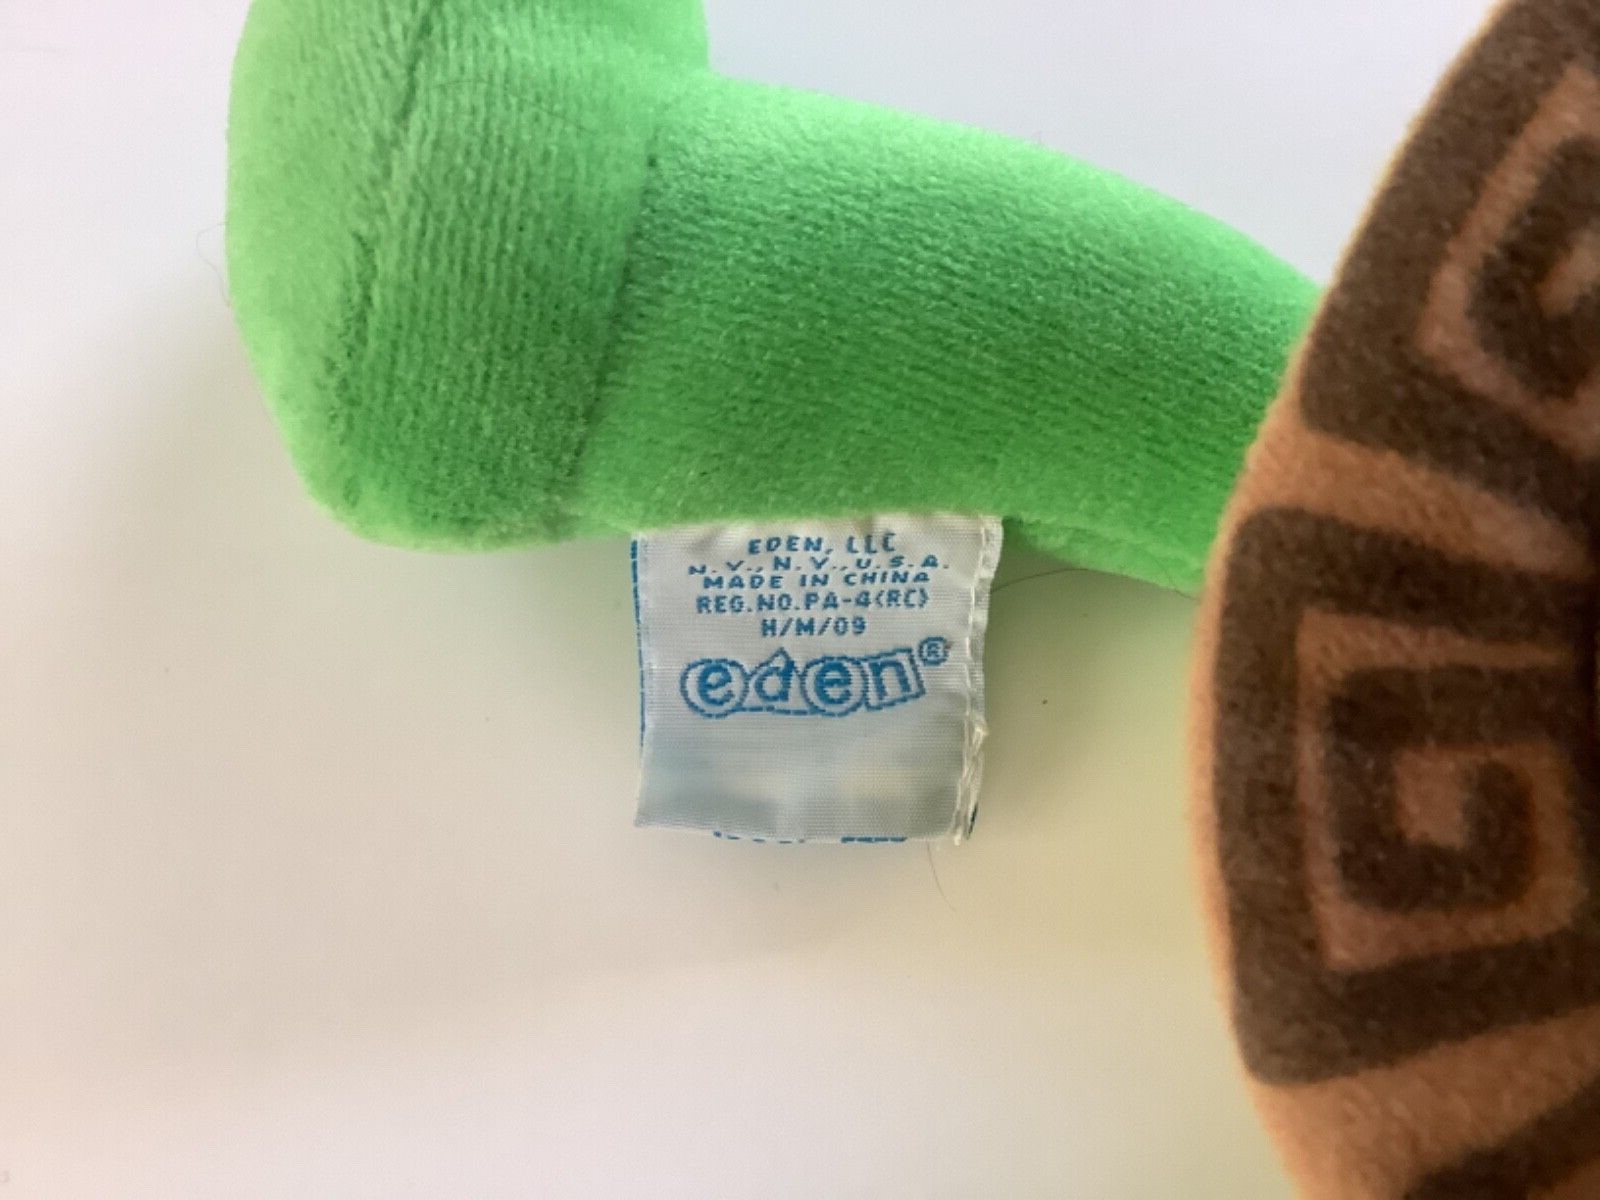 EDEN, LLC
N.Y., N.Y., U.S.A.
MADE IN CHINA
REG.NO.PA-4(RC)
H/M/09
eden®